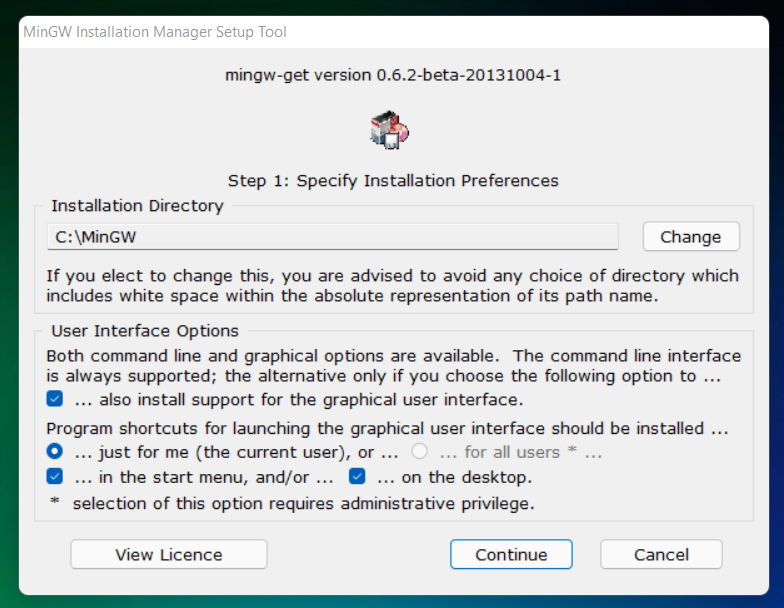 MinGW Installation Manager Setup Tool
mingw-get version 0.6.2-beta-20131004-1
Step 1: Specify Installation Preferences
Installation Directory
C:\MinGW
Change
If you elect to change this, you are advised to avoid any choice of directory which
includes white space within the absolute representation of its path name.
User Interface Options
Both command line and graphical options are available.  The command line interface
is always supported; the alternative only if you choose the following option to ...
... also install support for the graphical user interface.
Program shortcuts for launching the graphical user interface should be installed ...
... just for me (the current user), or ... ... for all users * ...
... in the start menu, and/or ... ... on the desktop.
* selection of this option requires administrative privilege.
View Licence Continue Cancel